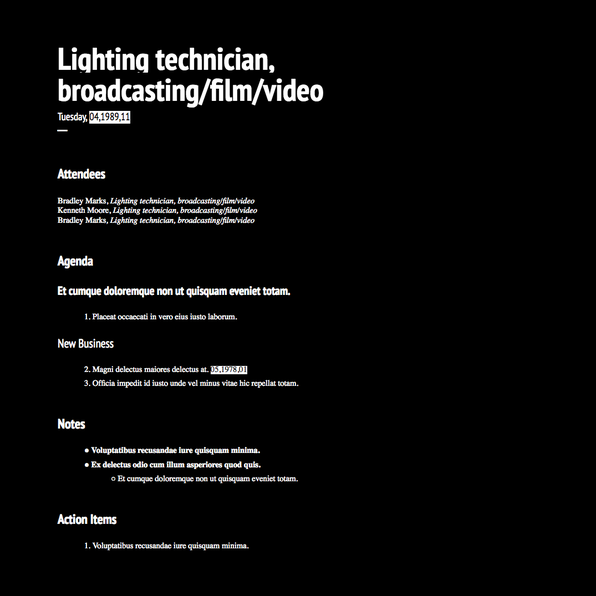 Lighting technician,
broadcasting/film/video
Tuesday, 04,1989,11
Attendees
Bradley Marks, Lighting technician, broadcasting/film/video
Kenneth Moore, Lighting technician, broadcasting/film/video
Bradley Marks, Lighting technician, broadcasting/film/video
Agenda
Et cumque doloremque non ut quisquam eveniet totam.
1. Placeat occaecati in vero eius iusto laborum.
New Business
2. Magni delectus maiores delectus at. 05,1978,01
3. Officia impedit id iusto unde vel minus vitae hic repellat totam.
Notes
● Voluptatibus recusandae iure quisquam minima.
● Ex delectus odio cum illum asperiores quod quis.
○ Et cumque doloremque non ut quisquam eveniet totam.
Action Items
1. Voluptatibus recusandae iure quisquam minima.